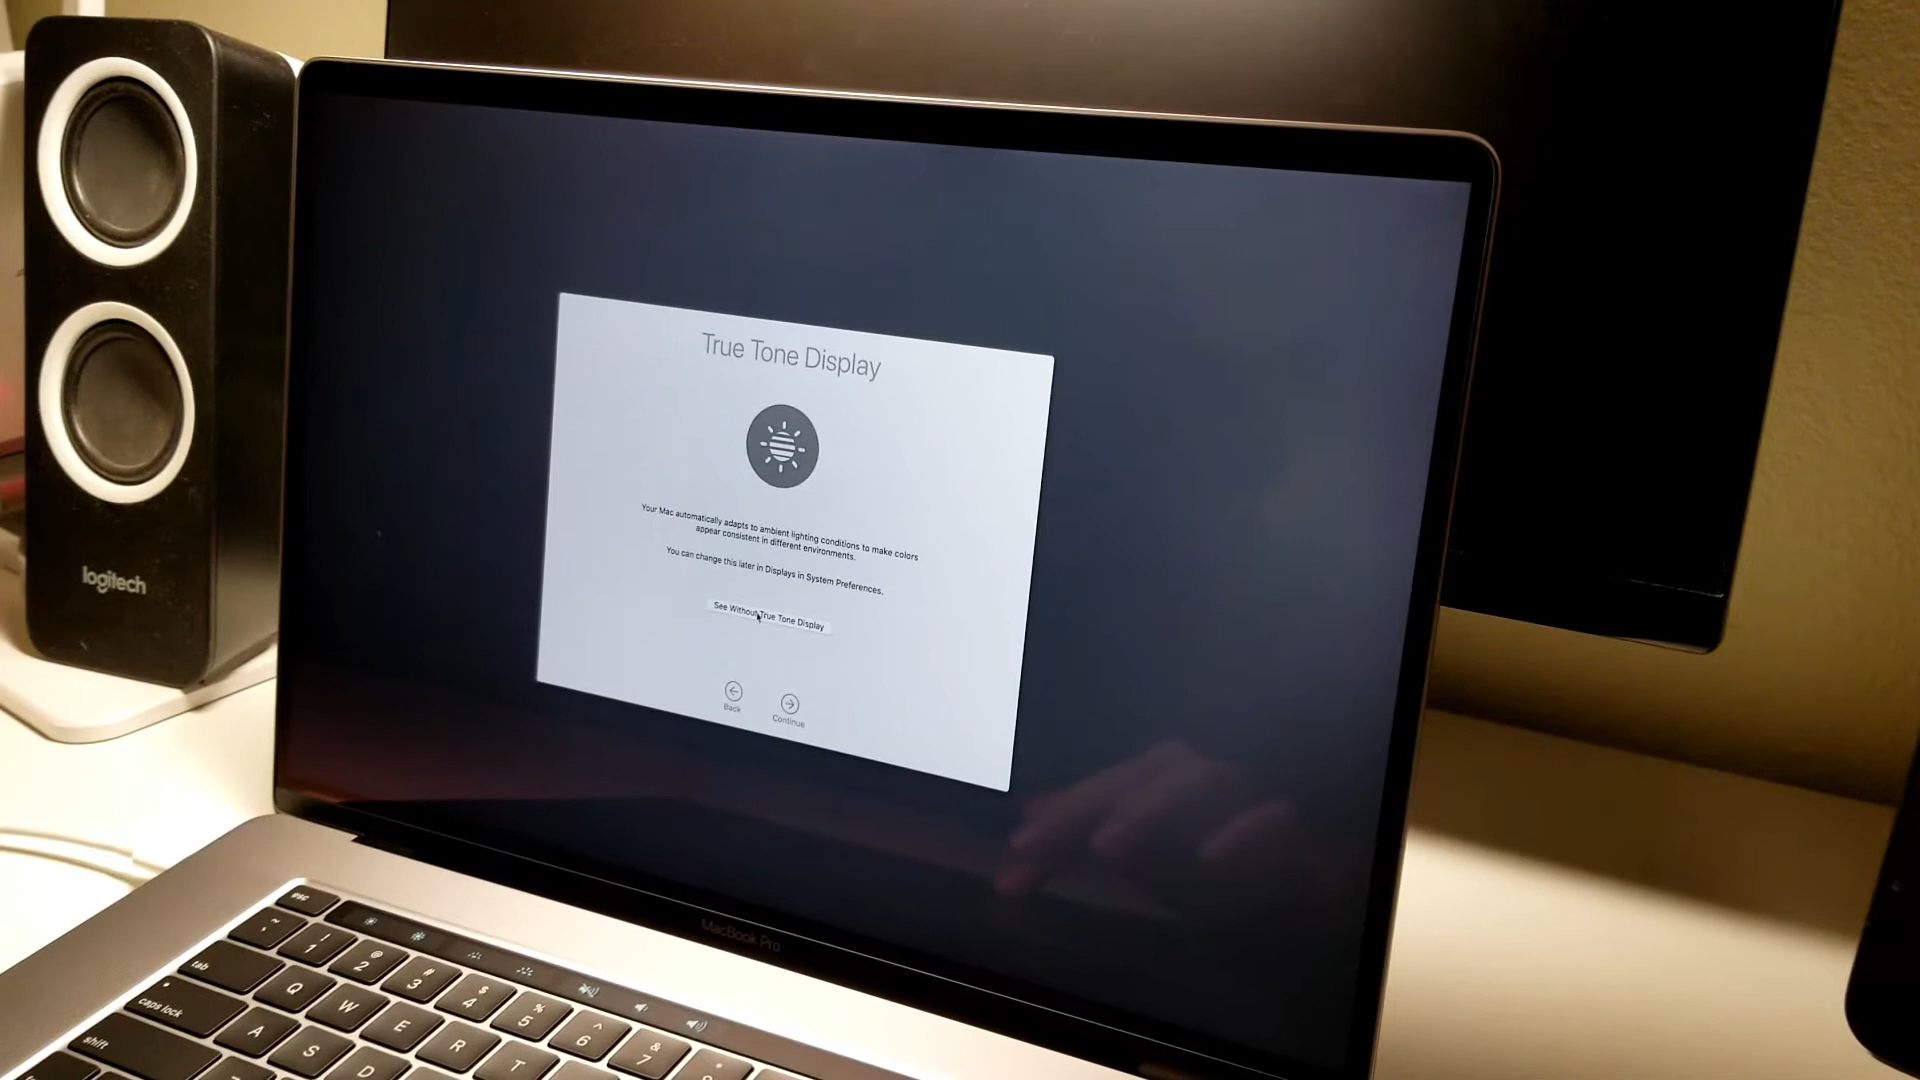 True Tone Display
Your Mac automatically adapts to ambient lighting conditions to make colors
appear consistent in different environments.
You can change this later in Displays in System Preferences.
See Without True Tone Display
Back
Continue
logitech
MacBook Pro
esc
~ ! @ # $ % ^ &
1 2 3 4 5 6 7
tab Q W E R T
caps lock A S D
shift